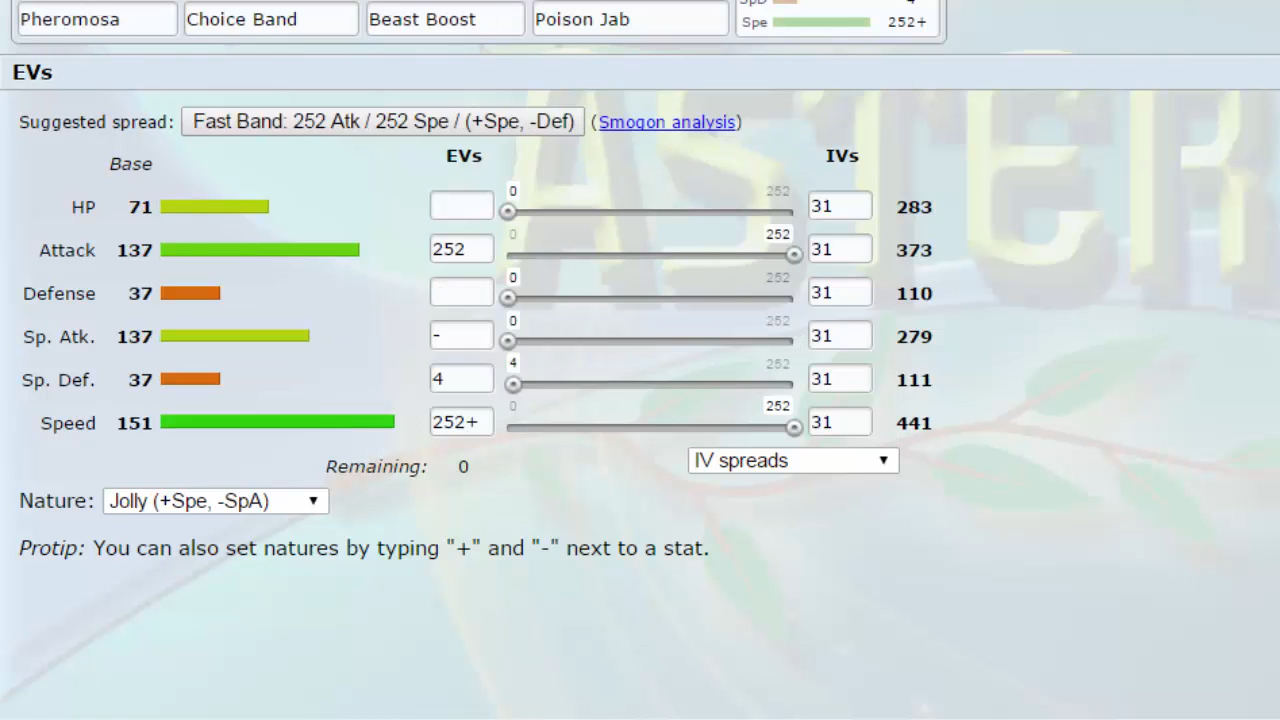 Pheromosa Choice Band Beast Boost Poison Jab
SpD 4
Spe 252+
EVs
Suggested spread: Fast Band: 252 Atk / 252 Spe / (+Spe, -Def) (Smogon analysis)
Base EVs IVs
0 252
HP 71 31 283
0 252
Attack 137 252 31 373
0 252
Defense 37 31 110
0 252
Sp. Atk. 137 - 31 279
4 252
Sp. Def. 37 4 31 111
0 252
Speed 151 252+ 31 441
Remaining: 0 IV spreads
Nature: Jolly (+Spe, -SpA)
Protip: You can also set natures by typing "+" and "-" next to a stat.
ASTER